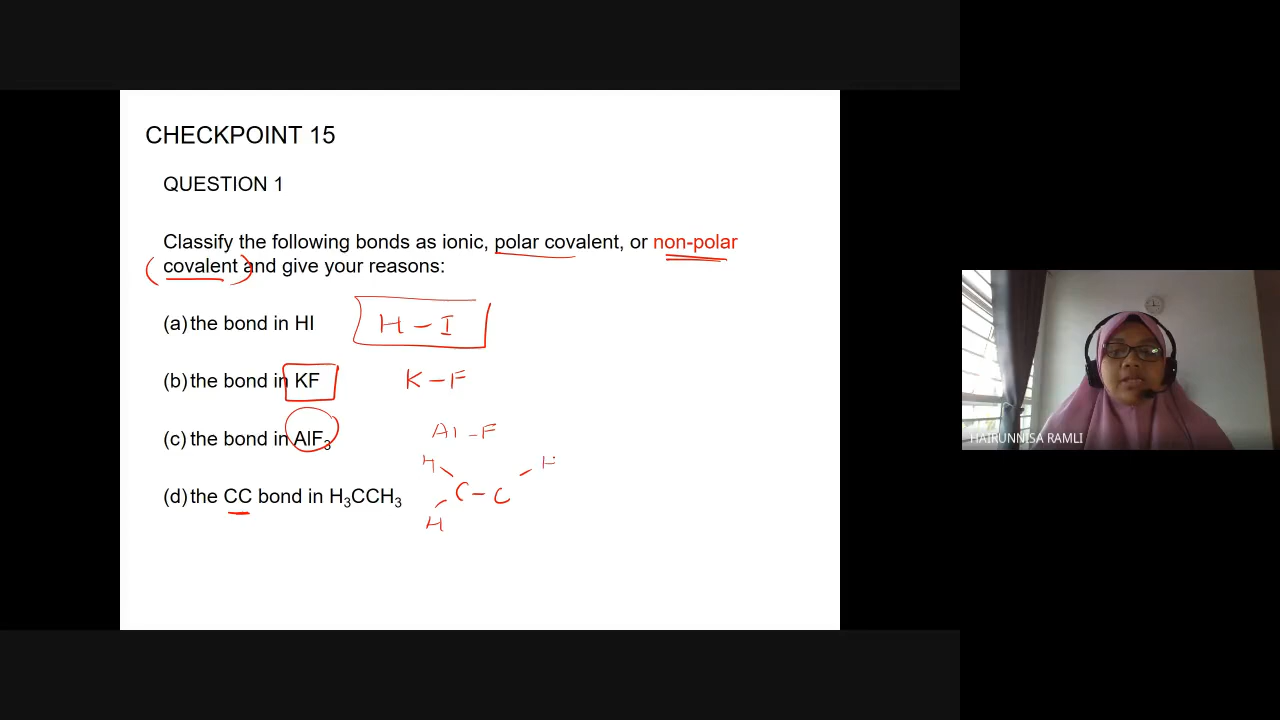 CHECKPOINT 15
QUESTION 1
Classify the following bonds as ionic, polar covalent, or non-polar
covalent and give your reasons:
(a) the bond in HI H – I
(b) the bond in KF K – F
(c) the bond in AlF₃ Al – F
(d) the CC bond in H₃CCH₃
H H
C – C
H
HAIRUNNISA RAMLI